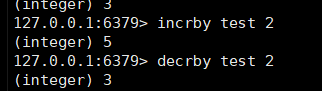 (integer) 3
127.0.0.1:6379> incrby test 2
(integer) 5
127.0.0.1:6379> decrby test 2
(integer) 3